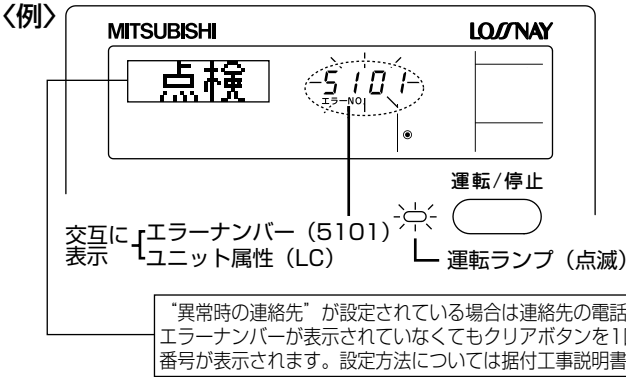 〈例〉
MITSUBISHI
LOSSNAY
点検
5101
エラーNO.
運転/停止
交互に表示
エラーナンバー（5101）
ユニット属性（LC）
運転ランプ（点滅）
“異常時の連絡先”が設定されている場合は連絡先の電話
エラーナンバーが表示されていなくてもクリアボタンを1
番号が表示されます。設定方法については据付工事説明書